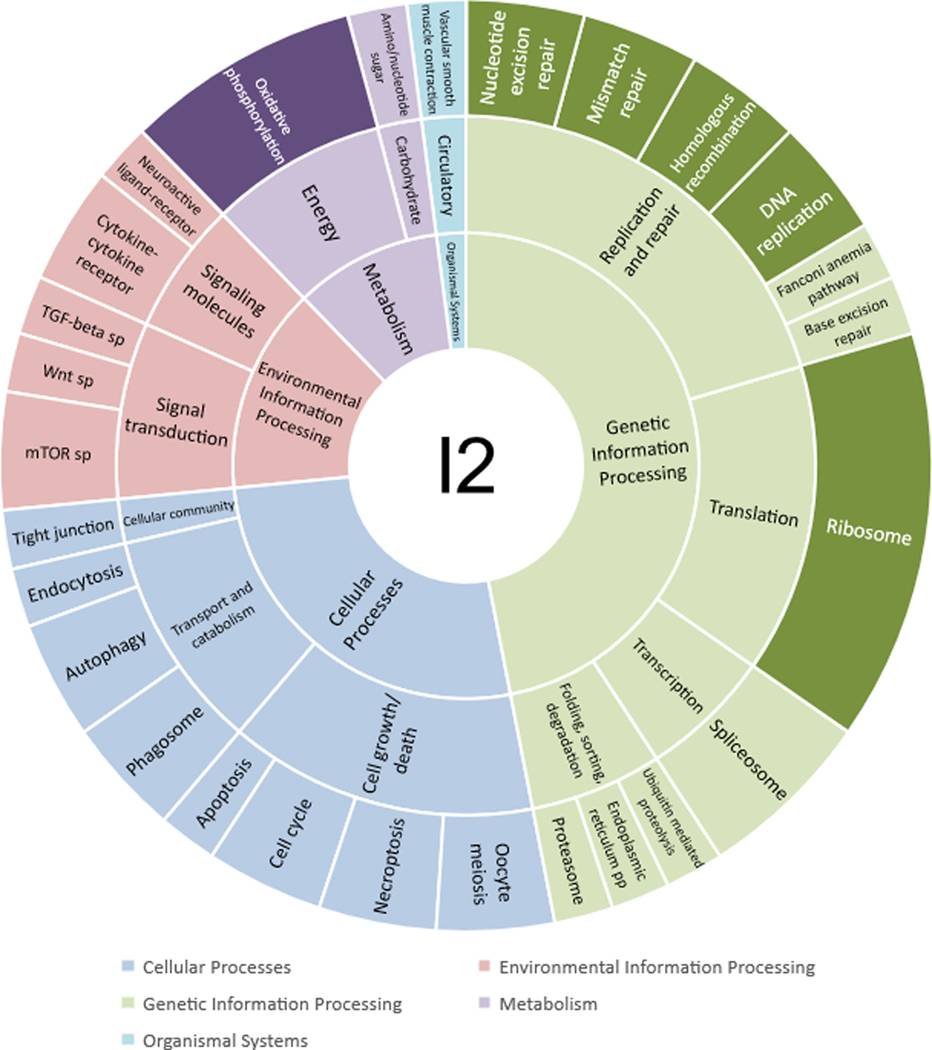 I2
Genetic
Information
Processing
Replication
and repair
Nucleotide
excision
repair
Mismatch
repair
Homologous
recombination
DNA
replication
Fanconi anemia
pathway
Base excision
repair
Translation
Ribosome
Transcription
Spliceosome
Folding, sorting,
degradation
Ubiquitin mediated
proteolysis
Endoplasmic
reticulum pp
Proteasome
Cellular
Processes
Cell growth/
death
Oocyte
meiosis
Necroptosis
Cell cycle
Apoptosis
Transport and
catabolism
Phagosome
Autophagy
Endocytosis
Cellular community
Tight junction
Environmental
Information
Processing
Signal
transduction
mTOR sp
Wnt sp
TGF-beta sp
Signaling
molecules
Cytokine-
cytokine
receptor
Neuroactive
ligand-receptor
Metabolism
Energy
Oxidative
phosphorylation
Carbohydrate
Amino/nucleotide
sugar
Organismal Systems
Circulatory
Vascular smooth
muscle contraction
Cellular Processes
Environmental Information Processing
Genetic Information Processing
Metabolism
Organismal Systems